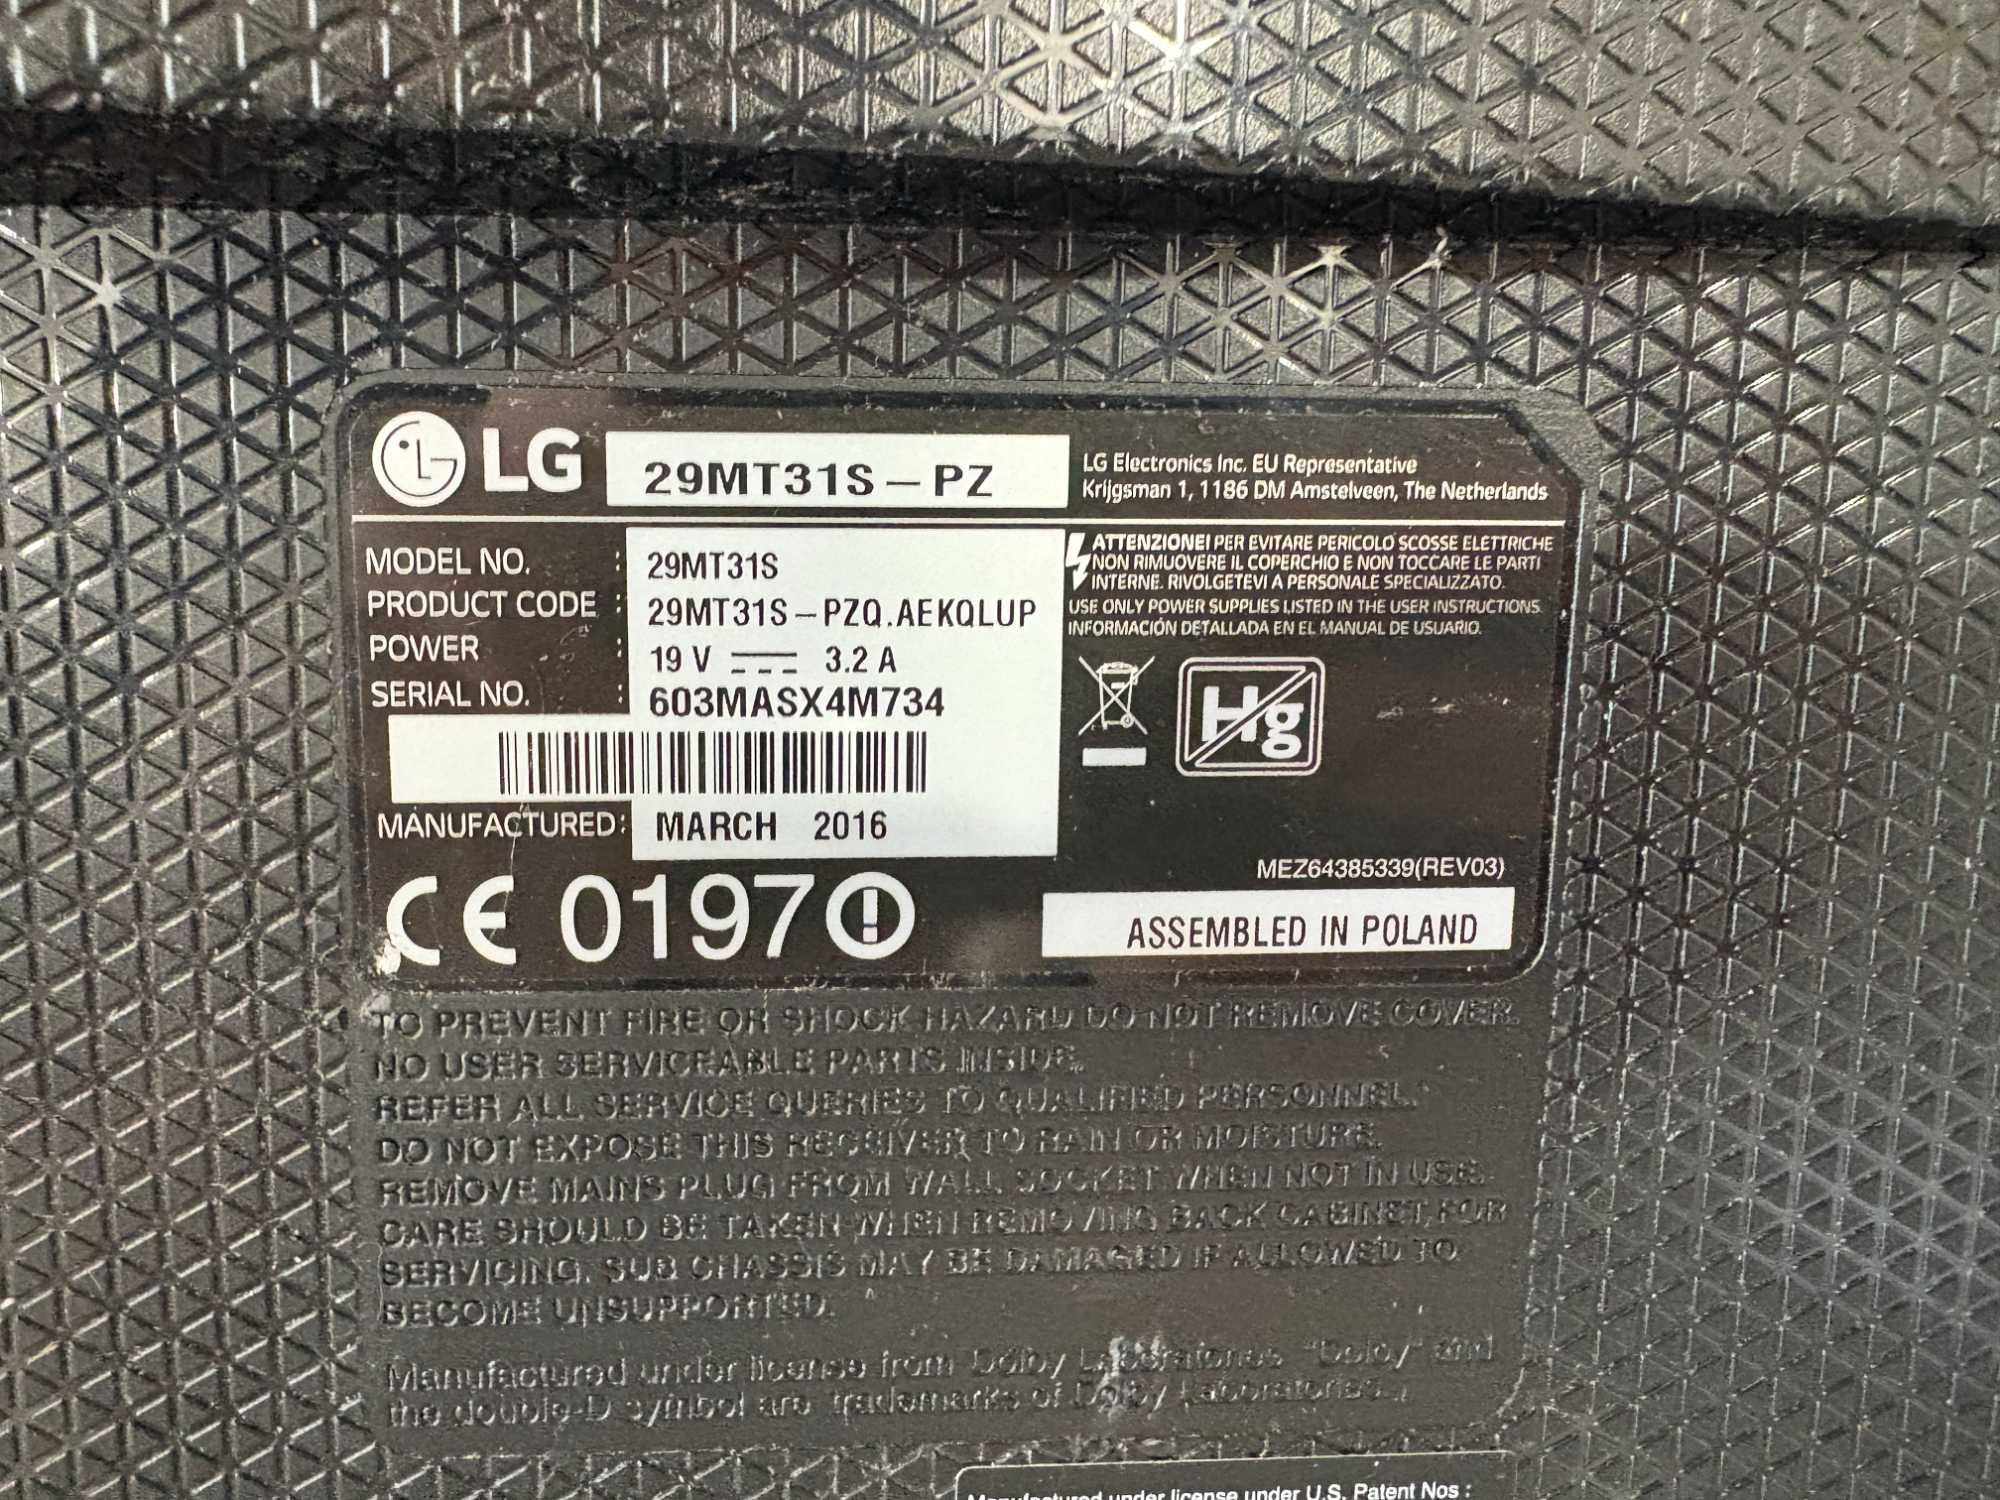 LG 29MT31S-PZ
LG Electronics Inc. EU Representative
Krijgsman 1, 1186 DM Amstelveen, The Netherlands
MODEL NO. : 29MT31S
PRODUCT CODE : 29MT31S-PZQ.AEKQLUP
POWER : 19 V 3.2 A
SERIAL NO. : 603MASX4M734
MANUFACTURED: MARCH 2016
ATTENZIONE! PER EVITARE PERICOLO SCOSSE ELETTRICHE
NON RIMUOVERE IL COPERCHIO E NON TOCCARE LE PARTI
INTERNE. RIVOLGETEVI A PERSONALE SPECIALIZZATO.
USE ONLY POWER SUPPLIES LISTED IN THE USER INSTRUCTIONS.
INFORMACIÓN DETALLADA EN EL MANUAL DE USUARIO.
Hg
MEZ64385339(REV03)
CE 0197
ASSEMBLED IN POLAND
TO PREVENT FIRE OR SHOCK HAZARD DO NOT REMOVE COVER.
NO USER SERVICEABLE PARTS INSIDE.
REFER ALL SERVICE QUERIES TO QUALIFIED PERSONNEL.
DO NOT EXPOSE THIS RECEIVER TO RAIN OR MOISTURE.
REMOVE MAINS PLUG FROM WALL SOCKET WHEN NOT IN USE.
CARE SHOULD BE TAKEN WHEN REMOVING BACK CABINET, FOR
SERVICING. SUB CHASSIS MAY BE DAMAGED IF ALLOWED TO
BECOME UNSUPPORTED.
Manufactured under license from Dolby Laboratories "Dolby" and
the double-D symbol are trademarks of Dolby Laboratories.
Manufactured under license under U.S. Patent Nos :